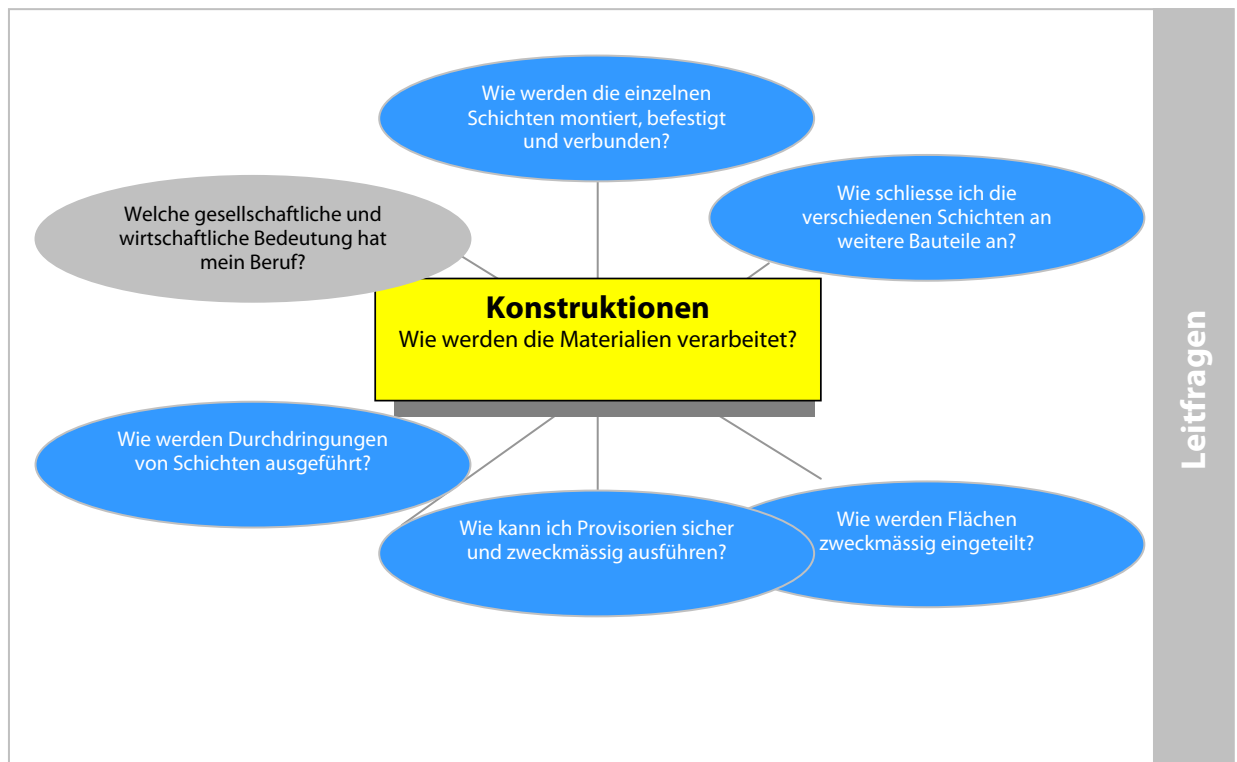 Wie werden die einzelnen
Schichten montiert, befestigt
und verbunden?
Wie schliesse ich die
verschiedenen Schichten an
weitere Bauteile an?
Welche gesellschaftliche und
wirtschaftliche Bedeutung hat
mein Beruf?
Konstruktionen
Wie werden die Materialien verarbeitet?
Wie werden Durchdringungen
von Schichten ausgeführt?
Wie kann ich Provisorien sicher
und zweckmässig ausführen?
Wie werden Flächen
zweckmässig eingeteilt?
Leitfragen